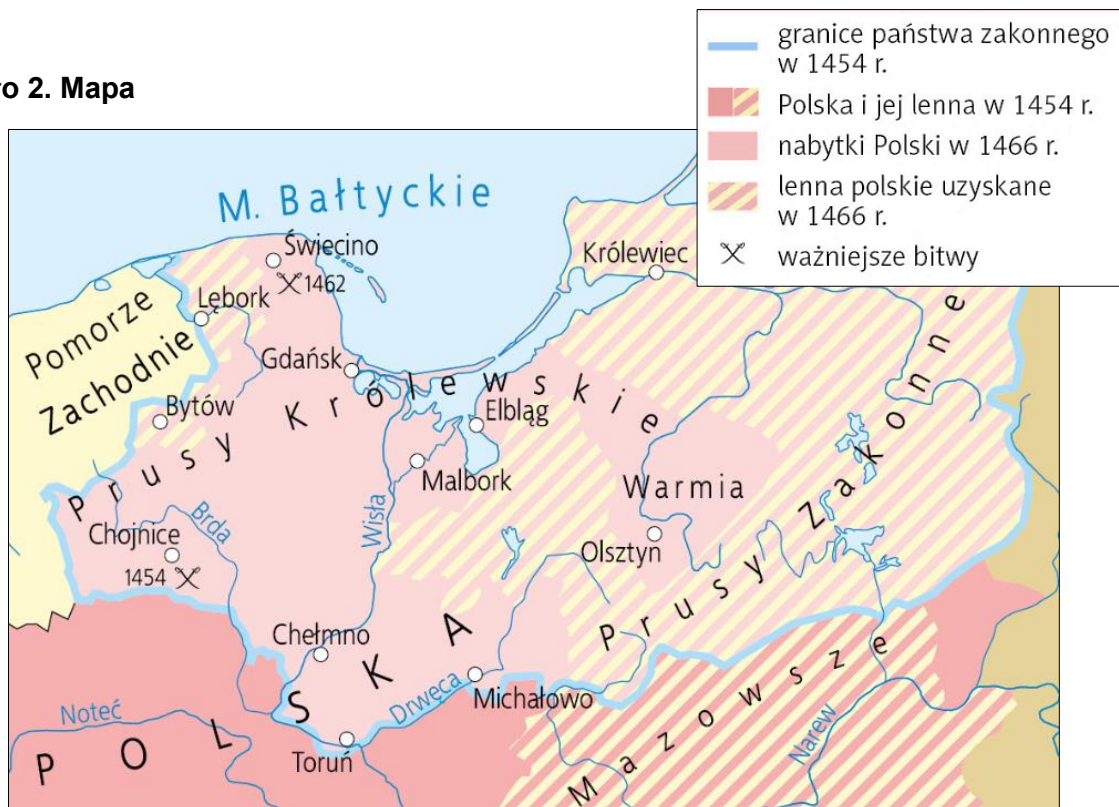 o 2. Mapa
granice państwa zakonnego
w 1454 r.
Polska i jej lenna w 1454 r.
nabytki Polski w 1466 r.
lenna polskie uzyskane
w 1466 r.
ważniejsze bitwy
M. Bałtyckie
Święcino
1462
Królewiec
Lębork
Pomorze
Zachodnie
Gdańsk
Bytów
Prusy Królewskie
Elbląg
Malbork
Warmia
Prusy Zakonne
Brda
Wisła
Chojnice
1454
Olsztyn
Chełmno
Drwęca
Michałowo
Noteć
POLSKA
Toruń
Mazowsze
Narew